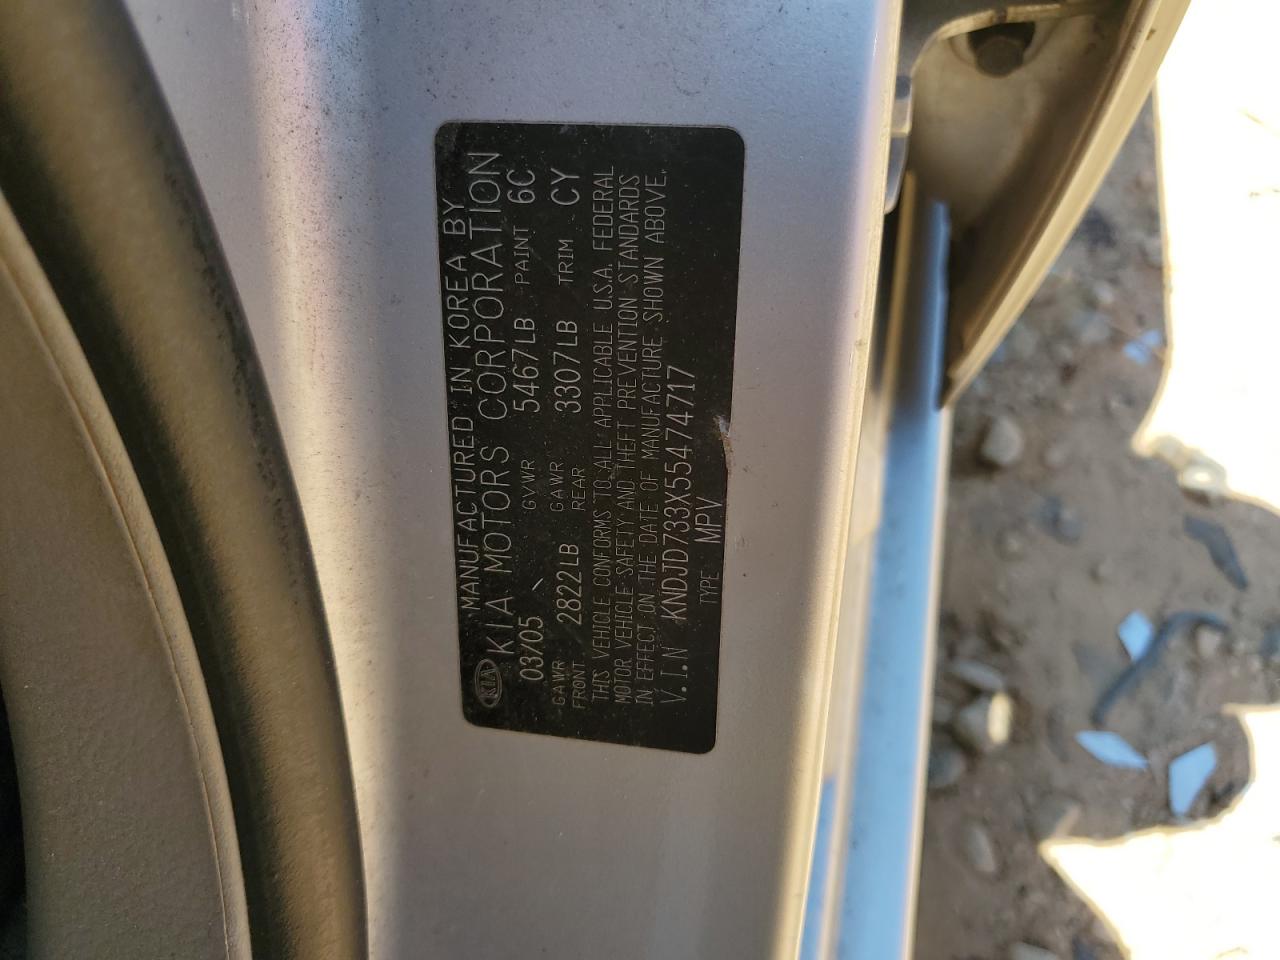 MANUFACTURED IN KOREA BY
KIA KIA MOTORS CORPORATION
03/05 GVWR 5467LB PAINT 6C
GAWR FRONT 2822LB GAWR REAR 3307LB TRIM CY
THIS VEHICLE CONFORMS TO ALL APPLICABLE U.S.A. FEDERAL
MOTOR VEHICLE SAFETY AND THEFT PREVENTION STANDARDS
IN EFFECT ON THE DATE OF MANUFACTURE SHOWN ABOVE.
V.I.N KNDJD733X55474717
TYPE MPV